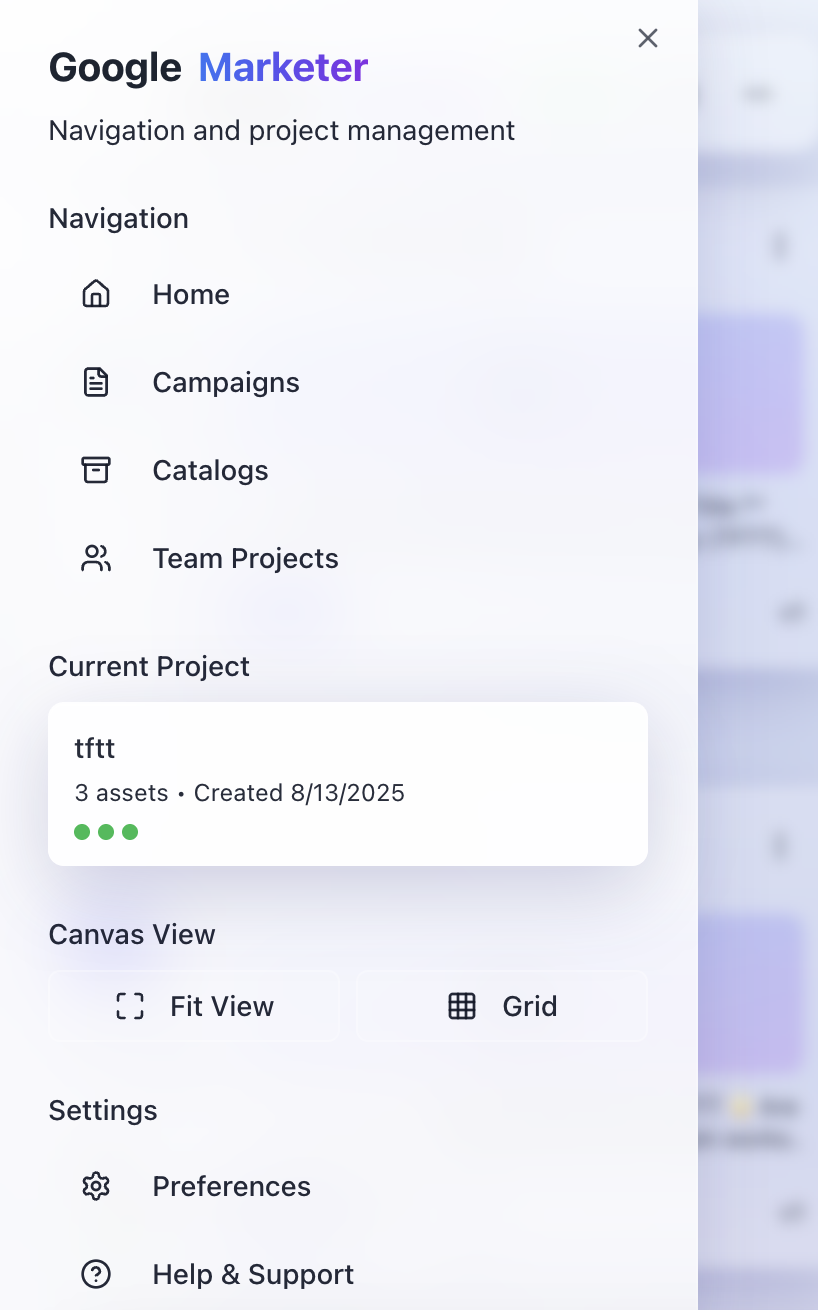 Google Marketer
Navigation and project management
Navigation
Home
Campaigns
Catalogs
Team Projects
Current Project
tftt
3 assets • Created 8/13/2025
Canvas View
Fit View
Grid
Settings
Preferences
Help & Support